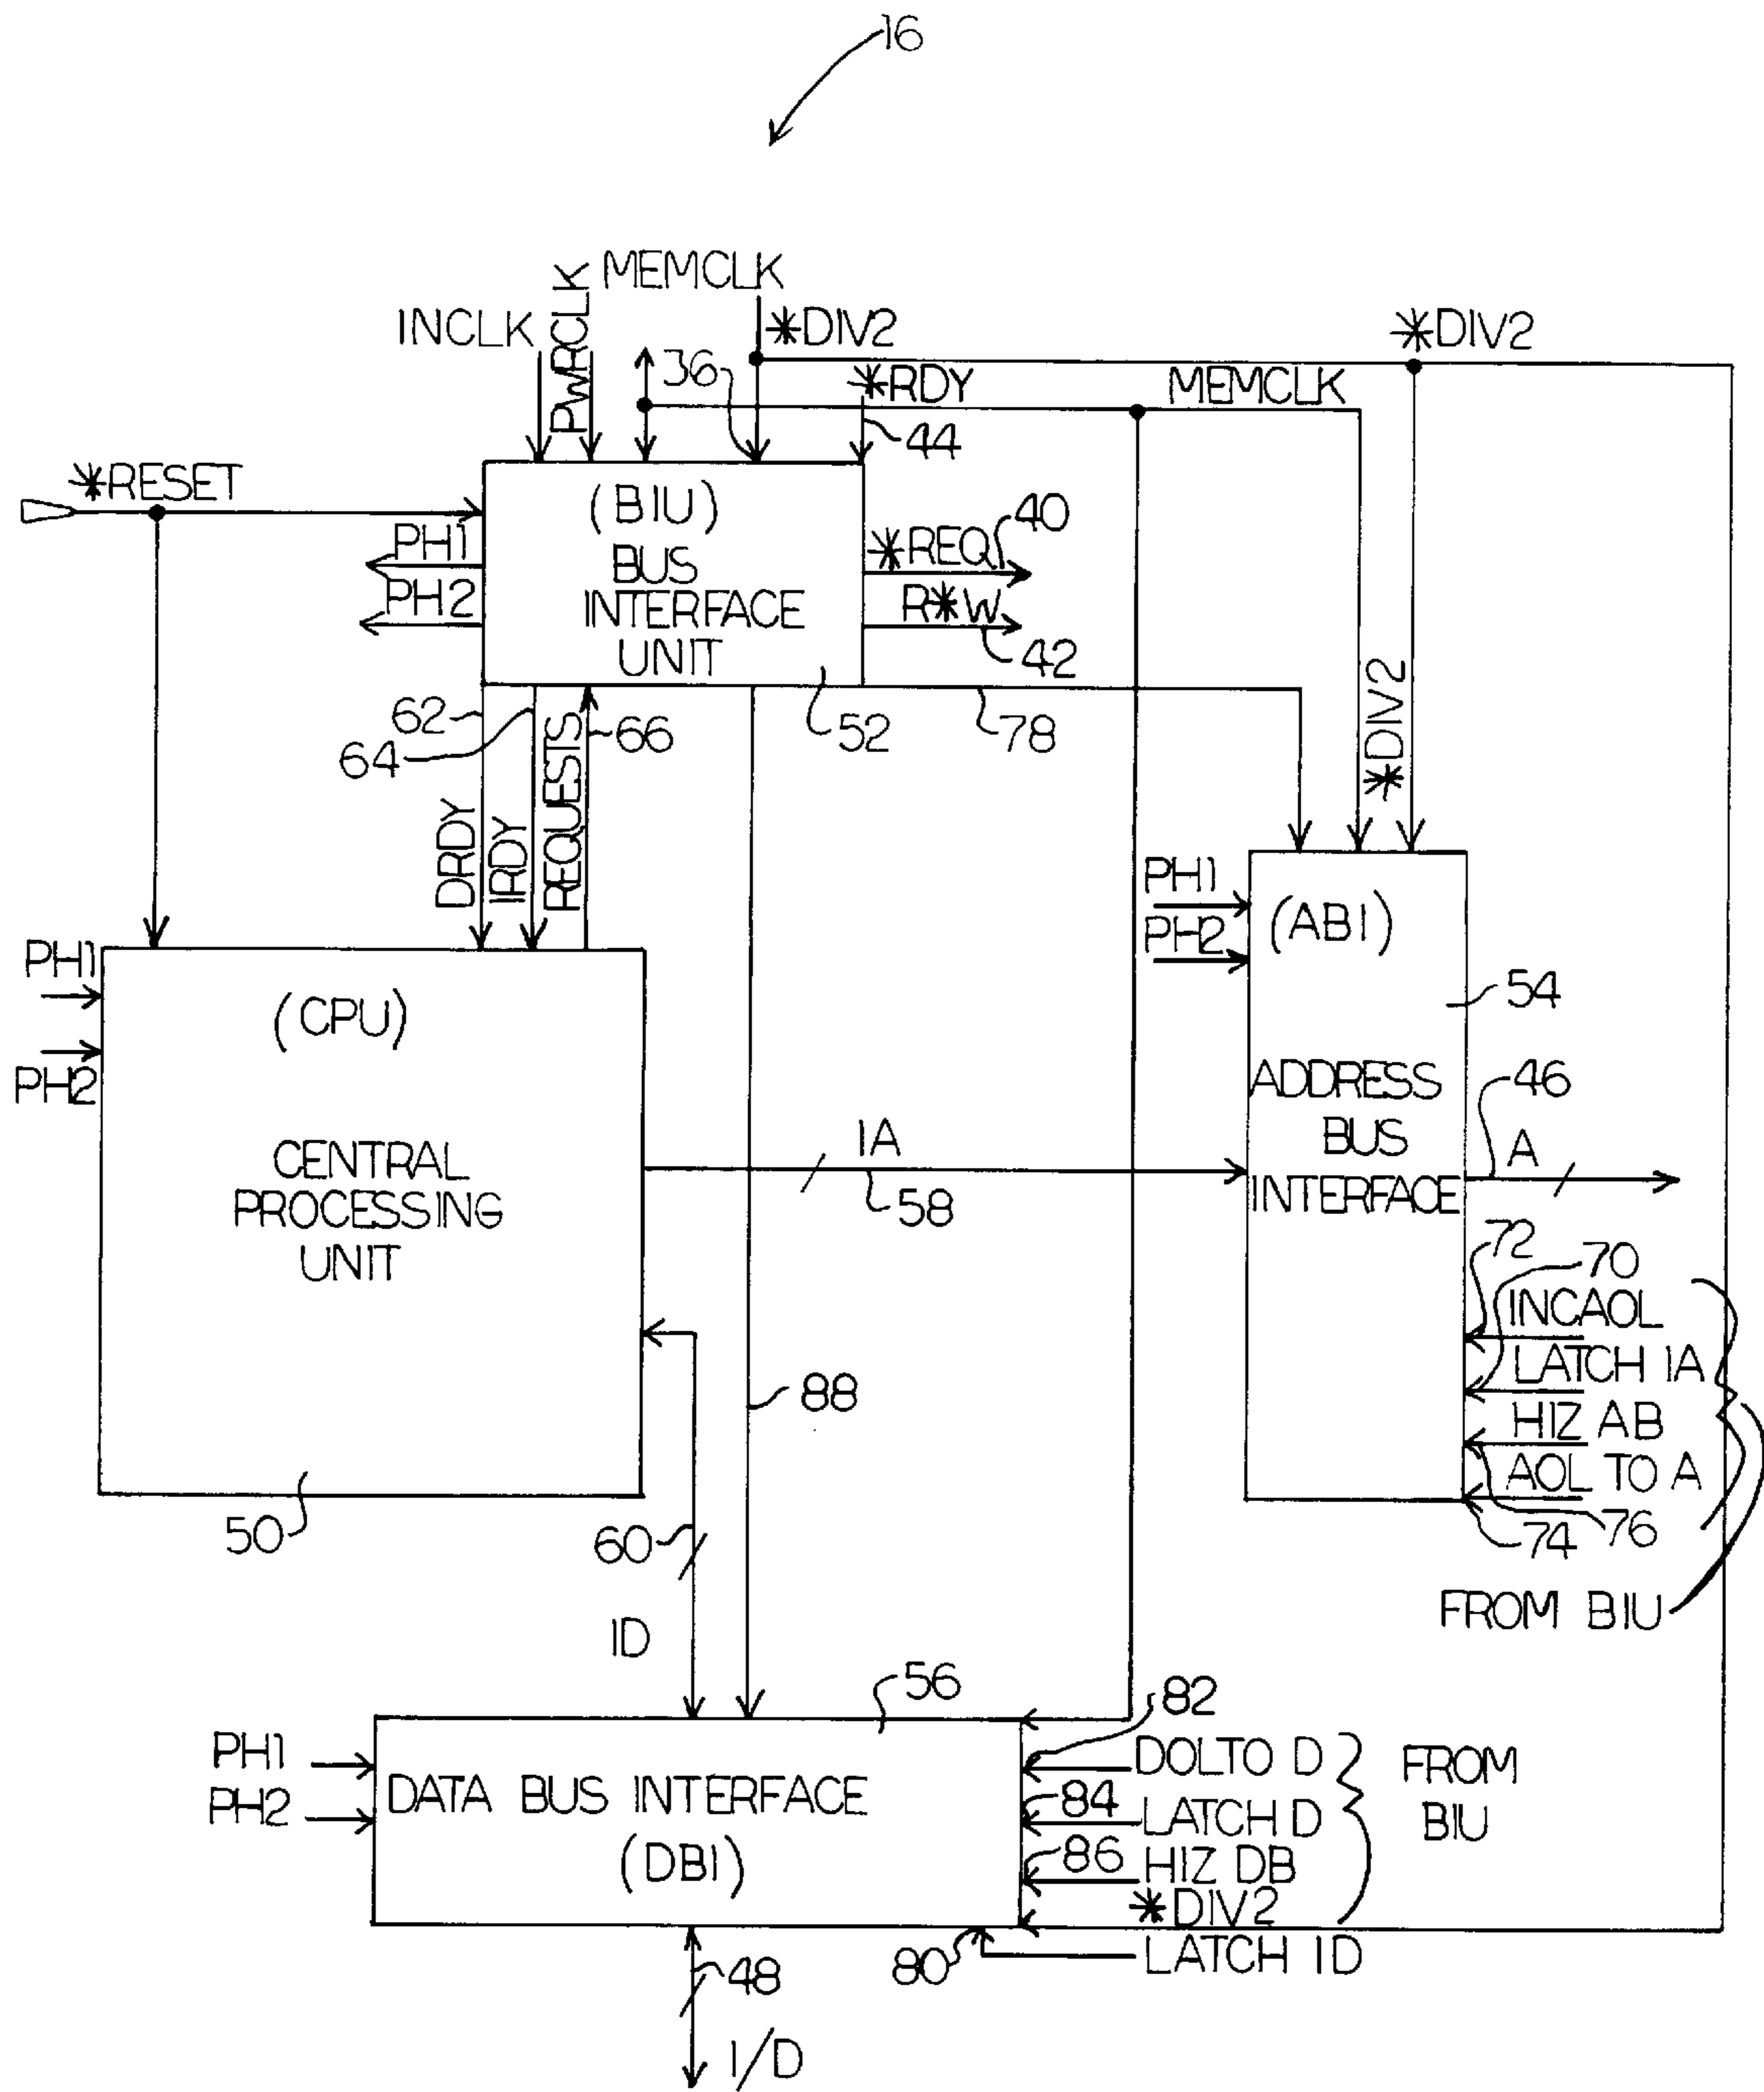 16
MEMCLK
INCLK
PWRCLK
*DIV2
*DIV2
36
*RDY
MEMCLK
44
*RESET
(BIU)
BUS
INTERFACE
UNIT
PH1
PH2
*REQ
40
R*W
42
62
64
66
52
78
*DIV2
DRDY
IRDY
REQUESTS
PH1
PH2
(ABI)
54
PH1
PH2
(CPU)
ADDRESS
BUS
INTERFACE
46
A
IA
58
CENTRAL
PROCESSING
UNIT
72
70
INCAOL
LATCH IA
HIZ AB
AOL TO A
88
50
60
74
76
FROM BIU
ID
56
82
PH1
PH2
DATA BUS INTERFACE
(DBI)
DOLTO D
84
LATCH D
86
HIZ DB
*DIV2
FROM
BIU
80
LATCH ID
48
I/D